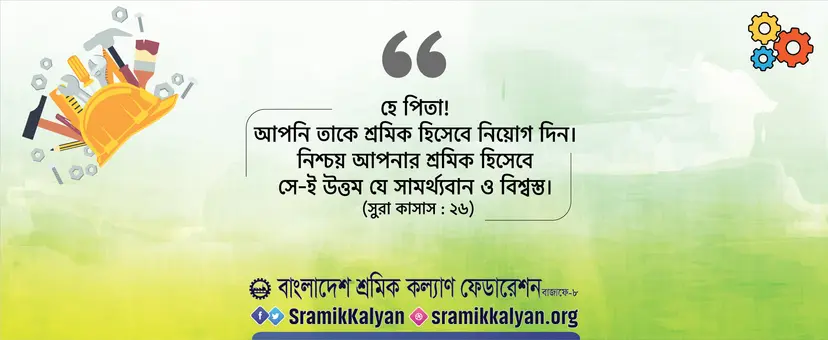 “
হে পিতা!
আপনি তাকে শ্রমিক হিসেবে নিয়োগ দিন।
নিশ্চয় আপনার শ্রমিক হিসেবে
সে-ই উত্তম যে সামর্থ্যবান ও বিশ্বস্ত।
(সুরা কাসাস : ২৬)
বাংলাদেশ শ্রমিক কল্যাণ ফেডারেশন বাজাফে-৮
SramikKalyan sramikkalyan.org